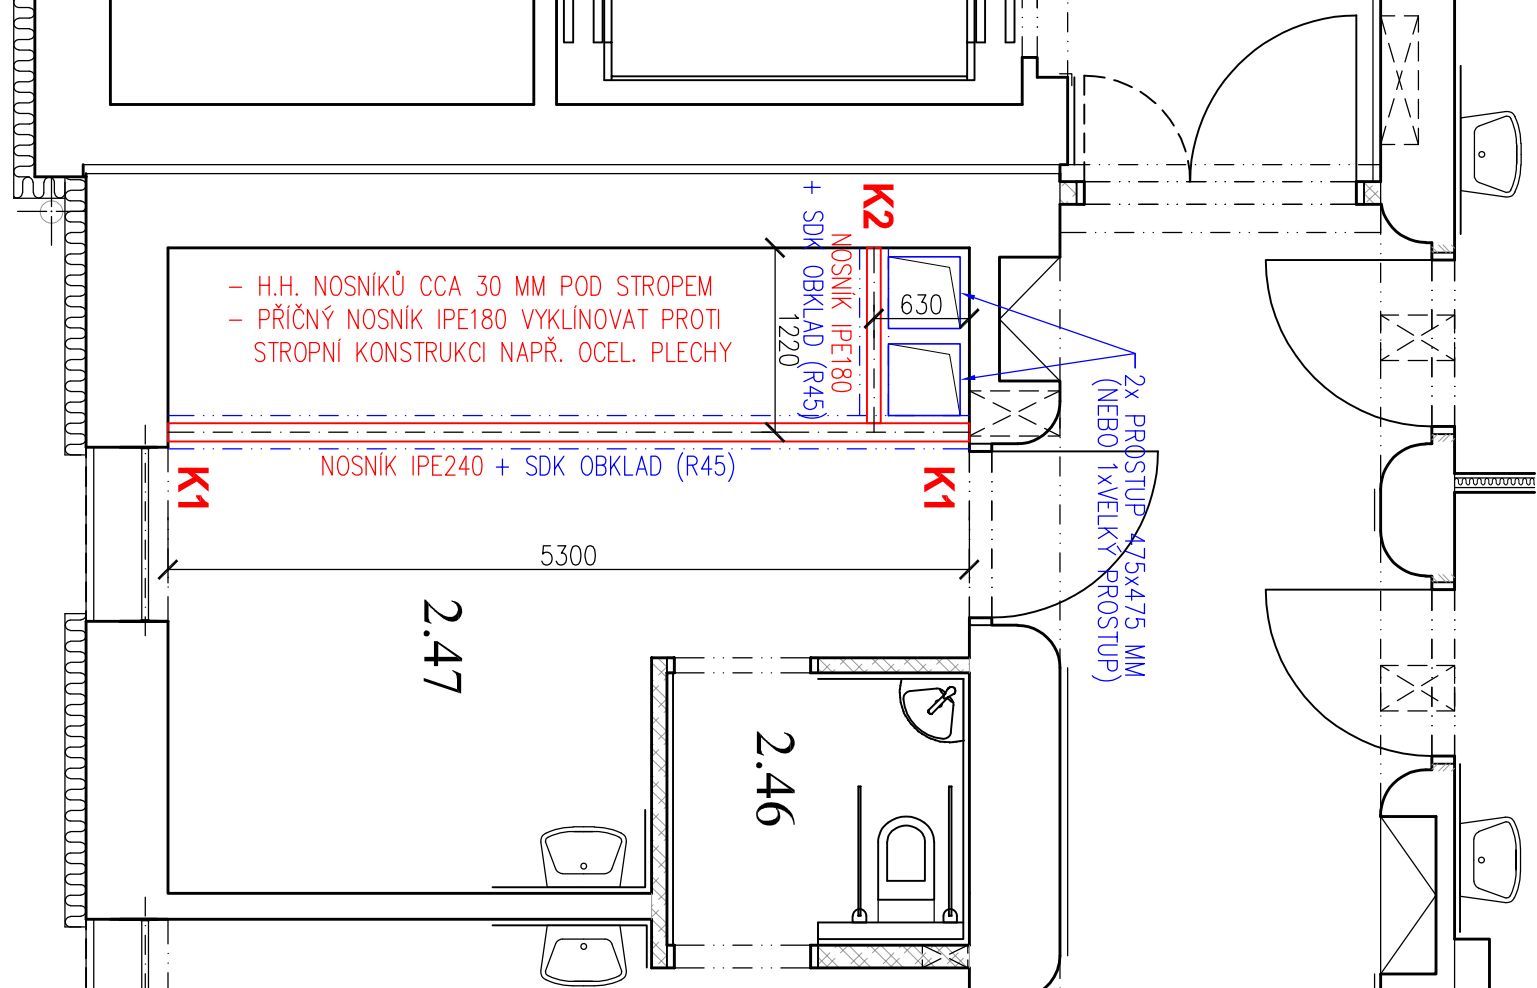 K2
NOSNÍK IPE180
+ SDK OBKLAD (R45)
- H.H. NOSNÍKŮ CCA 30 MM POD STROPEM
- PŘÍČNÝ NOSNÍK IPE180 VYKLÍNOVAT PROTI
STROPNÍ KONSTRUKCI NAPŘ. OCEL. PLECHY
630
1220
2x PROSTUP 475x475 MM
(NEBO 1xVELKÝ PROSTUP)
K1
NOSNÍK IPE240 + SDK OBKLAD (R45)
K1
5300
2.47
2.46